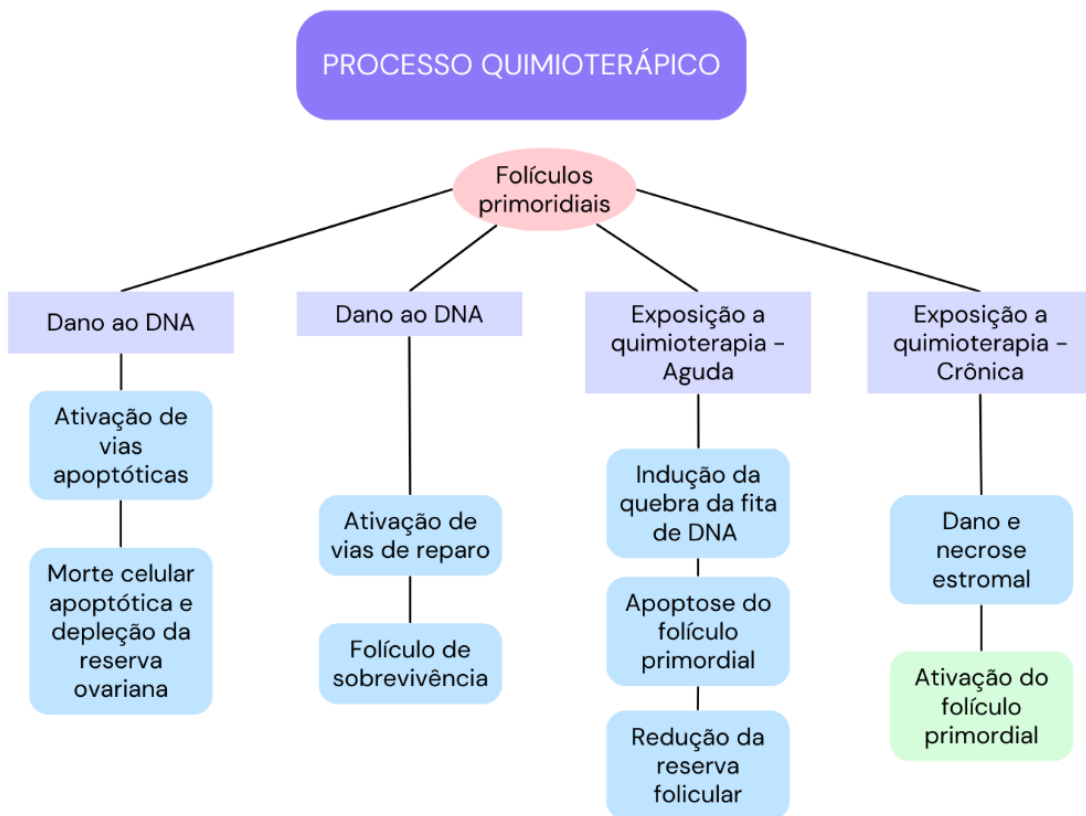 PROCESSO QUIMIOTERÁPICO
Folículos
primoridiais
Dano ao DNA
Ativação de
vias
apoptóticas
Morte celular
apoptótica e
depleção da
reserva
ovariana
Dano ao DNA
Ativação de
vias de reparo
Folículo de
sobrevivência
Exposição a
quimioterapia -
Aguda
Indução da
quebra da fita
de DNA
Apoptose do
folículo
primordial
Redução da
reserva
folicular
Exposição a
quimioterapia -
Crônica
Dano e
necrose
estromal
Ativação do
folículo
primordial